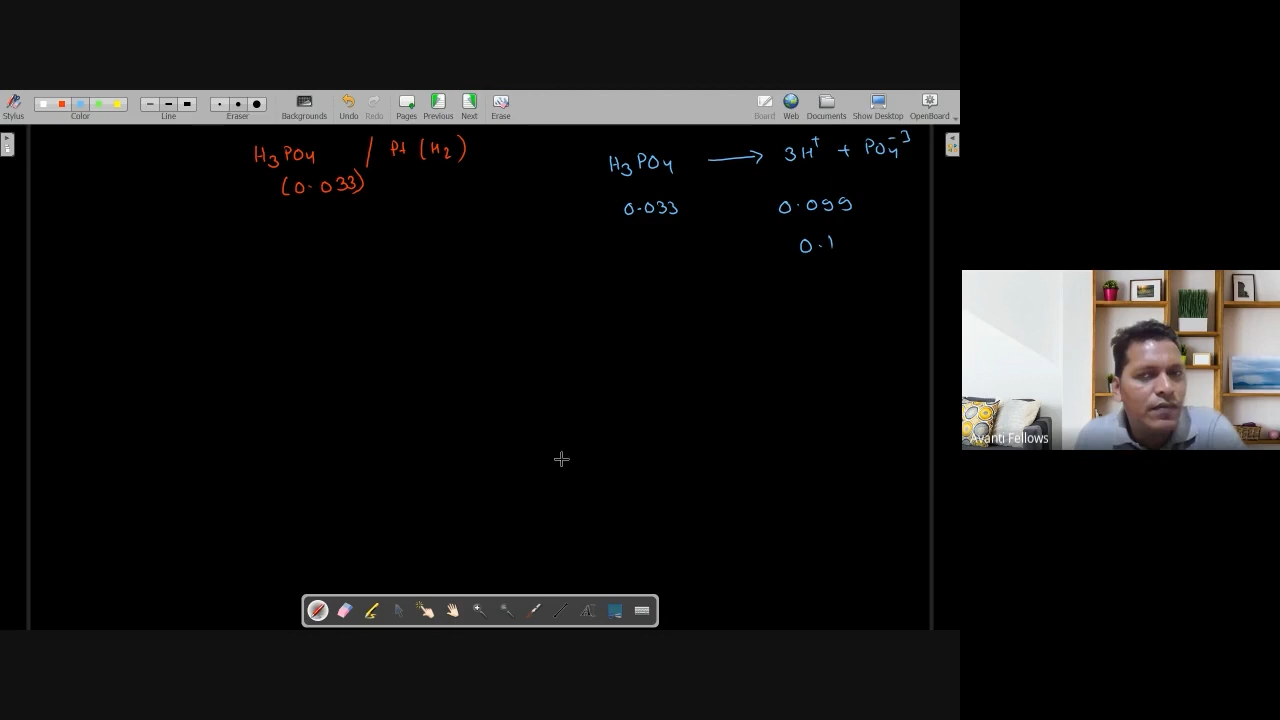 Stylus
Color
Line
Eraser
Backgrounds
Undo
Redo
Pages
Previous
Next
Erase
Board
Web
Documents
Show Desktop
OpenBoard
H₃PO₄ / Pt (H₂)
(0.033)
H₃PO₄ ⟶ 3H⁺ + PO₄⁻³
0.033 0.099
0.1
Avanti Fellows